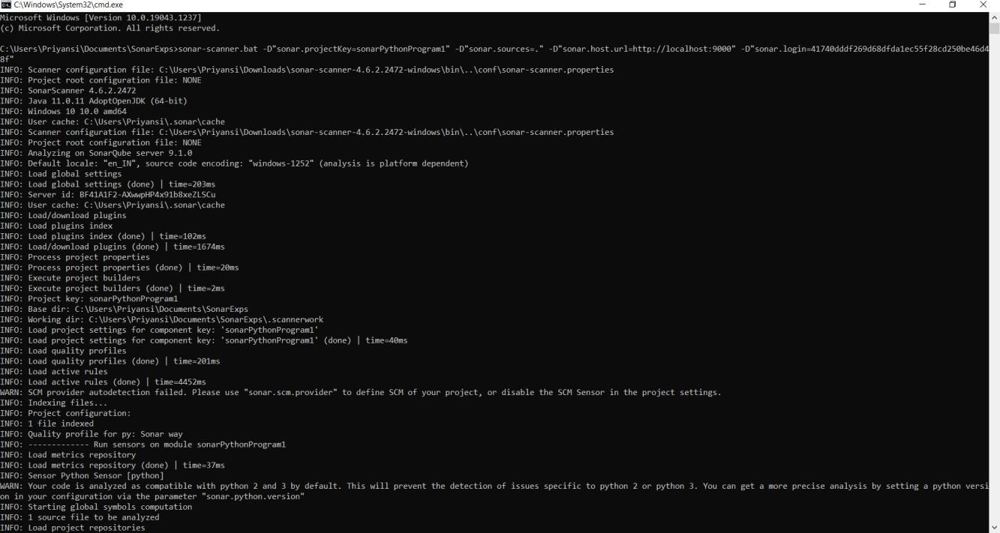 C:\Windows\System32\cmd.exe
Microsoft Windows [Version 10.0.19043.1237]
(c) Microsoft Corporation. All rights reserved.
C:\Users\Priyansi\Documents\SonarExps>sonar-scanner.bat -D"sonar.projectKey=sonarPythonProgram1" -D"sonar.sources=." -D"sonar.host.url=http://localhost:9000" -D"sonar.login=41740dddf269d68dfda1ec55f28cd250be46d4
8f"
INFO: Scanner configuration file: C:\Users\Priyansi\Downloads\sonar-scanner-4.6.2.2472-windows\bin\..\conf\sonar-scanner.properties
INFO: Project root configuration file: NONE
INFO: SonarScanner 4.6.2.2472
INFO: Java 11.0.11 AdoptOpenJDK (64-bit)
INFO: Windows 10 10.0 amd64
INFO: User cache: C:\Users\Priyansi\.sonar\cache
INFO: Scanner configuration file: C:\Users\Priyansi\Downloads\sonar-scanner-4.6.2.2472-windows\bin\..\conf\sonar-scanner.properties
INFO: Project root configuration file: NONE
INFO: Analyzing on SonarQube server 9.1.0
INFO: Default locale: "en_IN", source code encoding: "windows-1252" (analysis is platform dependent)
INFO: Load global settings
INFO: Load global settings (done) | time=203ms
INFO: Server id: BF41A1F2-AXwwpHP4x91b8xeZLSCu
INFO: User cache: C:\Users\Priyansi\.sonar\cache
INFO: Load/download plugins
INFO: Load plugins index
INFO: Load plugins index (done) | time=102ms
INFO: Load/download plugins (done) | time=1674ms
INFO: Process project properties
INFO: Process project properties (done) | time=20ms
INFO: Execute project builders
INFO: Execute project builders (done) | time=2ms
INFO: Project key: sonarPythonProgram1
INFO: Base dir: C:\Users\Priyansi\Documents\SonarExps
INFO: Working dir: C:\Users\Priyansi\Documents\SonarExps\.scannerwork
INFO: Load project settings for component key: 'sonarPythonProgram1'
INFO: Load project settings for component key: 'sonarPythonProgram1' (done) | time=40ms
INFO: Load quality profiles
INFO: Load quality profiles (done) | time=201ms
INFO: Load active rules
INFO: Load active rules (done) | time=4452ms
WARN: SCM provider autodetection failed. Please use "sonar.scm.provider" to define SCM of your project, or disable the SCM Sensor in the project settings.
INFO: Indexing files...
INFO: Project configuration:
INFO: 1 file indexed
INFO: Quality profile for py: Sonar way
INFO: ------------- Run sensors on module sonarPythonProgram1
INFO: Load metrics repository
INFO: Load metrics repository (done) | time=37ms
INFO: Sensor Python Sensor [python]
WARN: Your code is analyzed as compatible with python 2 and 3 by default. This will prevent the detection of issues specific to python 2 or python 3. You can get a more precise analysis by setting a python versi
on in your configuration via the parameter "sonar.python.version"
INFO: Starting global symbols computation
INFO: 1 source file to be analyzed
INFO: Load project repositories